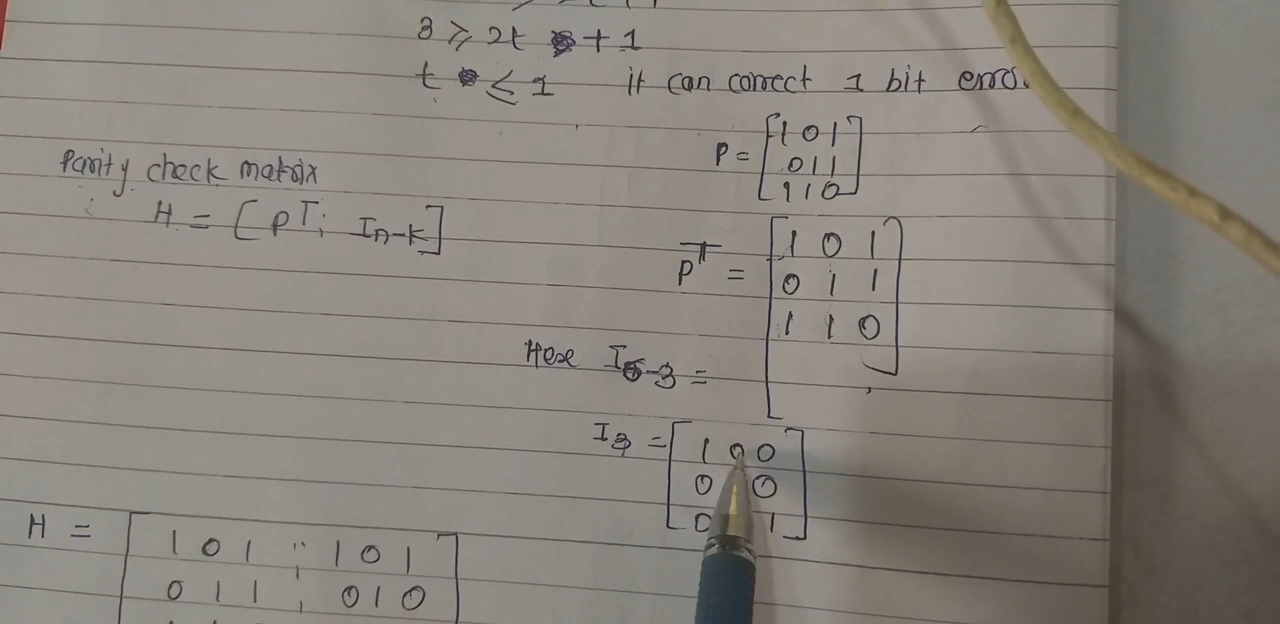 3 ≥ 2t + 1
t ≤ 1 it can correct 1 bit error.
P = [1 0 1
0 1 1
1 1 0]
Parity check matrix
H = [P^T ; I_n-k]
P^T = [1 0 1
0 1 1
1 1 0]
Here I_6-3 =
I_3 = [1 0 0
0 0
0 1]
H = [1 0 1 ; 1 0 1
0 1 1 ; 0 1 0